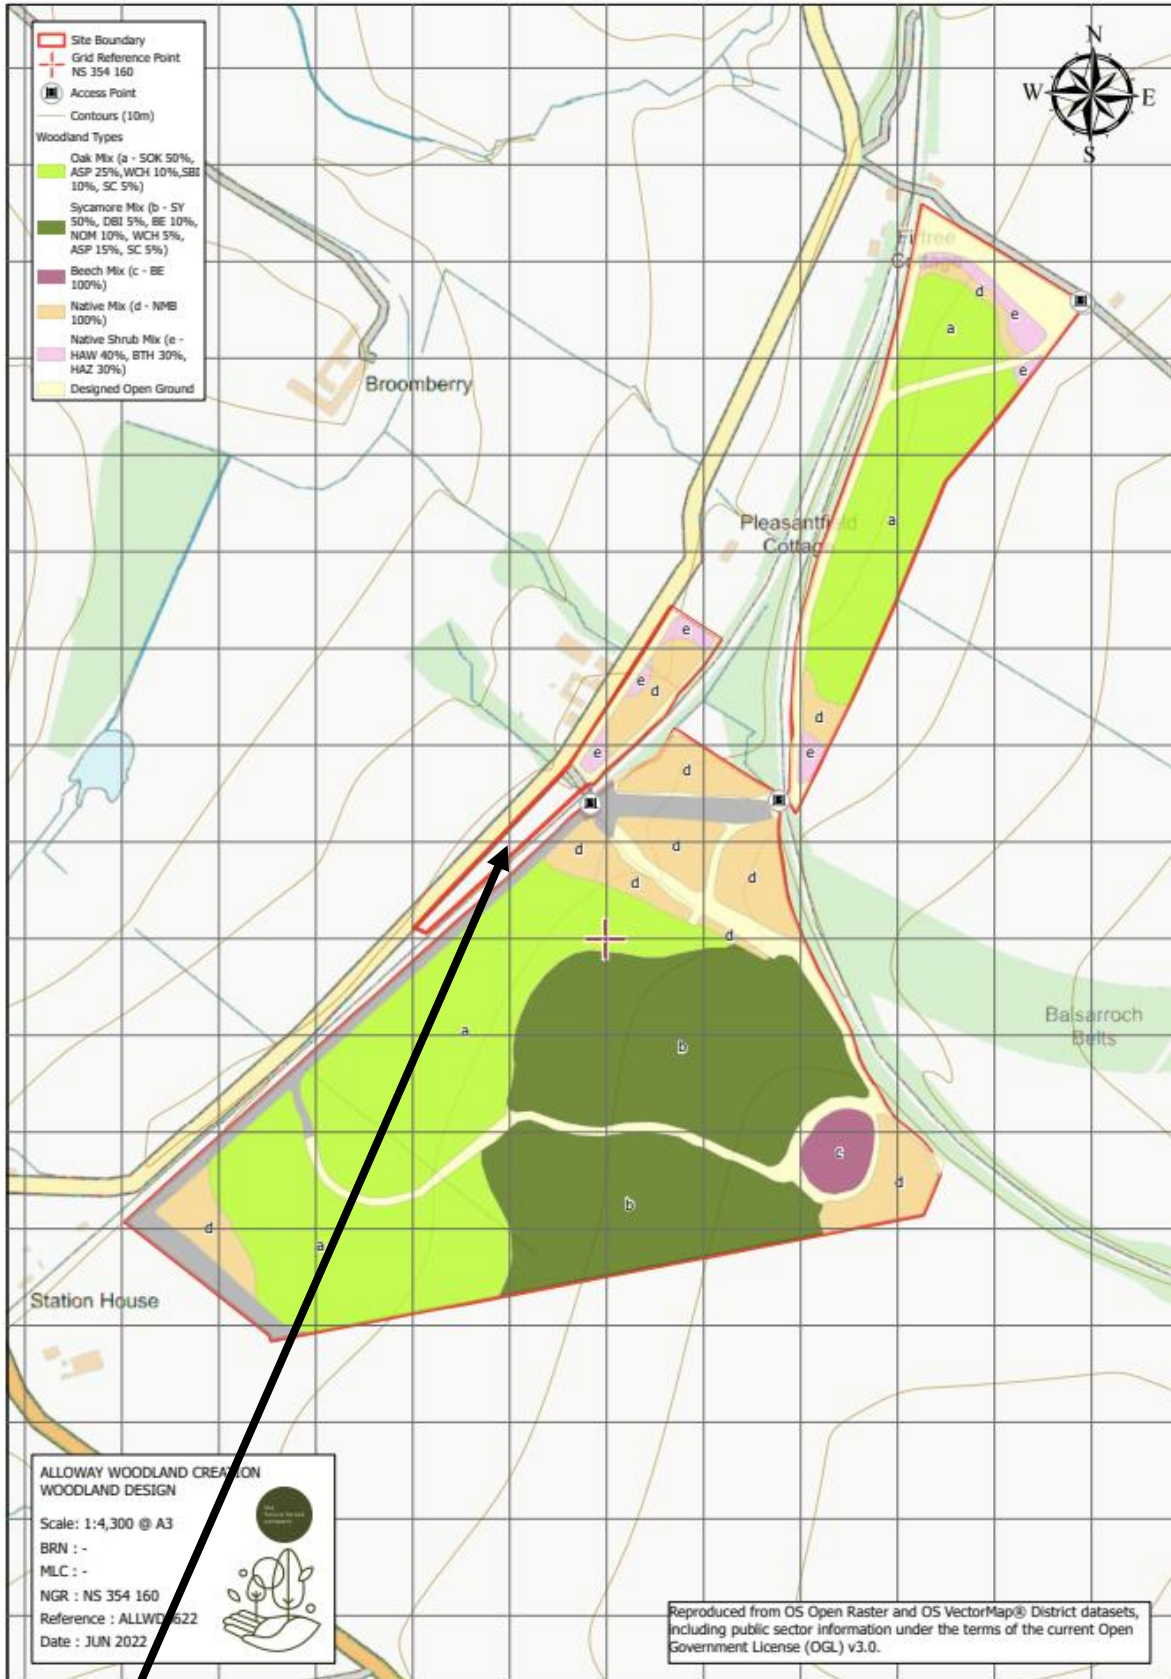 Site Boundary
Grid Reference Point
NS 354 160
Access Point
Contours (10m)
Woodland Types
Oak Mix (a - SOK 50%,
ASP 25%,WCH 10%,SBI
10%, SC 5%)
Sycamore Mix (b - SY
50%, DBI 5%, BE 10%,
NOM 10%, WCH 5%,
ASP 15%, SC 5%)
Beech Mix (c - BE
100%)
Native Mix (d - NMB
100%)
Native Shrub Mix (e -
HAW 40%, BTH 30%,
HAZ 30%)
Designed Open Ground
N
W
E
S
Firtree
d
e
a
e
Broomberry
a
Pleasantfield
Cottage
e
e
d
d
e
e
d
d
d
d
d
d
a
b
Balsarroch
Belts
c
d
b
d
a
Station House
ALLOWAY WOODLAND CREATION
WOODLAND DESIGN
Scale: 1:4,300 @ A3
BRN : -
MLC : -
NGR : NS 354 160
Reference : 
Date : JUN 2022
Reproduced from OS Open Raster and OS VectorMap® District datasets,
including public sector information under the terms of the current Open
Government License (OGL) v3.0.